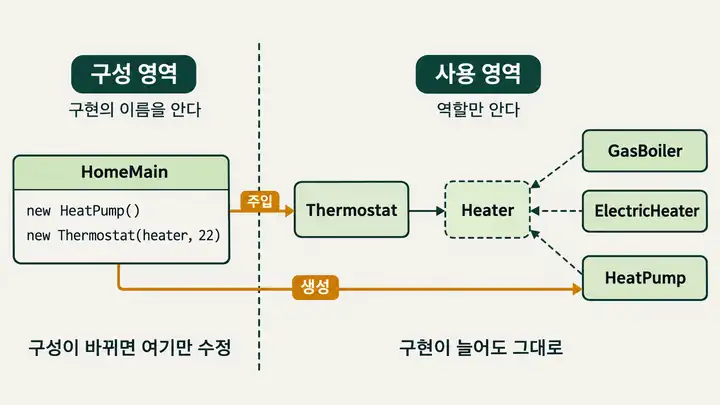 구성 영역
구현의 이름을 안다
HomeMain
new HeatPump()
new Thermostat(heater, 22)
구성이 바뀌면 여기만 수정
주입
생성
사용 영역
역할만 안다
Thermostat
Heater
GasBoiler
ElectricHeater
HeatPump
구현이 늘어도 그대로